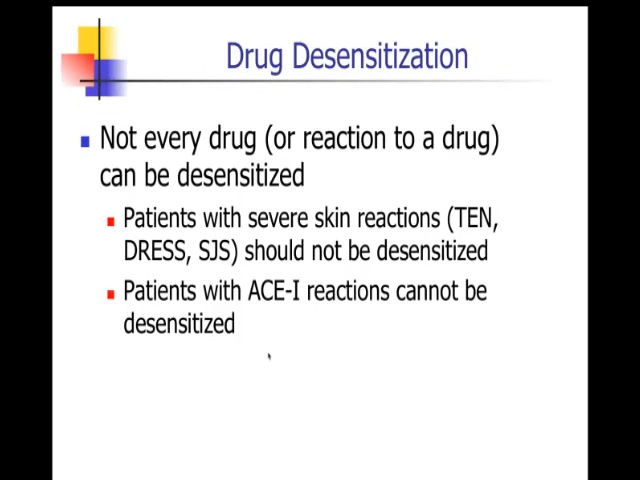 Drug Desensitization
Not every drug (or reaction to a drug)
can be desensitized
Patients with severe skin reactions (TEN,
DRESS, SJS) should not be desensitized
Patients with ACE-I reactions cannot be
desensitized